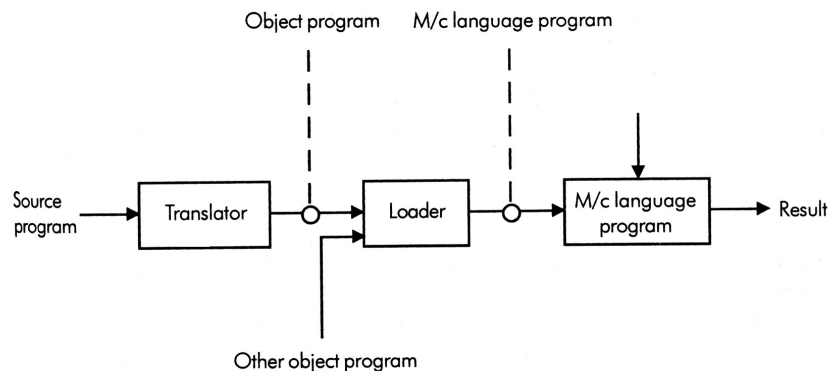 Object program
M/c language program
Source
program
Translator
Loader
M/c language
program
Result
Other object program